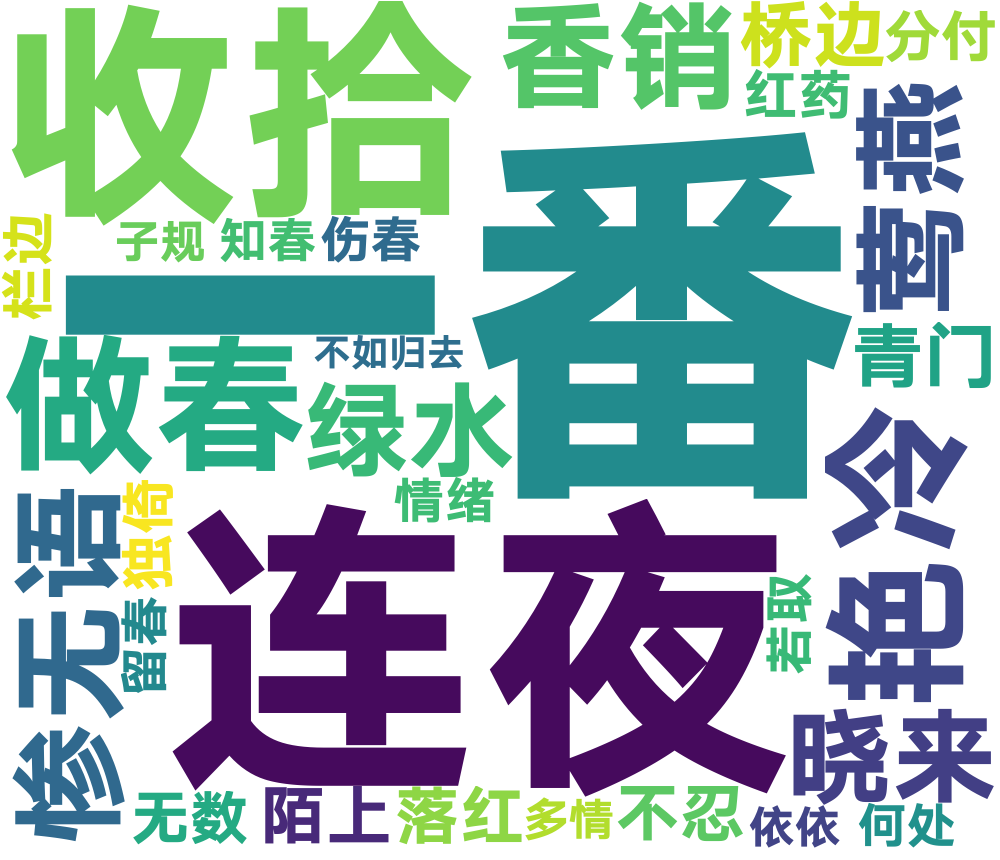 收拾
香销
桥边
分付
红药
燕
莺
一番
栏边
子规
知春
伤春
不如归去
青门
做春
绿水
情绪
艳冷
无语
惨
独倚
留春
连夜
若取
晓来
无数
陌上
落红
多情
不忍
依依
何处